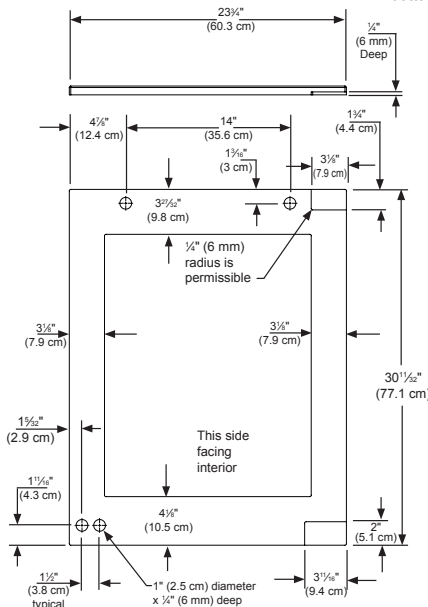 23¾"
(60.3 cm)
¼"
(6 mm)
Deep
4⅞"
(12.4 cm)
14"
(35.6 cm)
1¾"
(4.4 cm)
1³⁄₁₆"
(3 cm)
3⅛"
(7.9 cm)
3²⁷⁄₃₂"
(9.8 cm)
¼" (6 mm)
radius is
permissible
3⅛"
(7.9 cm)
3⅛"
(7.9 cm)
30¹¹⁄₃₂"
(77.1 cm)
1⁵⁄₃₂"
(2.9 cm)
This side
facing
interior
1¹¹⁄₁₆"
(4.3 cm)
4⅛"
(10.5 cm)
2"
(5.1 cm)
1½"
(3.8 cm)
typical
1" (2.5 cm) diameter
x ¼" (6 mm) deep
3¹¹⁄₁₆"
(9.4 cm)